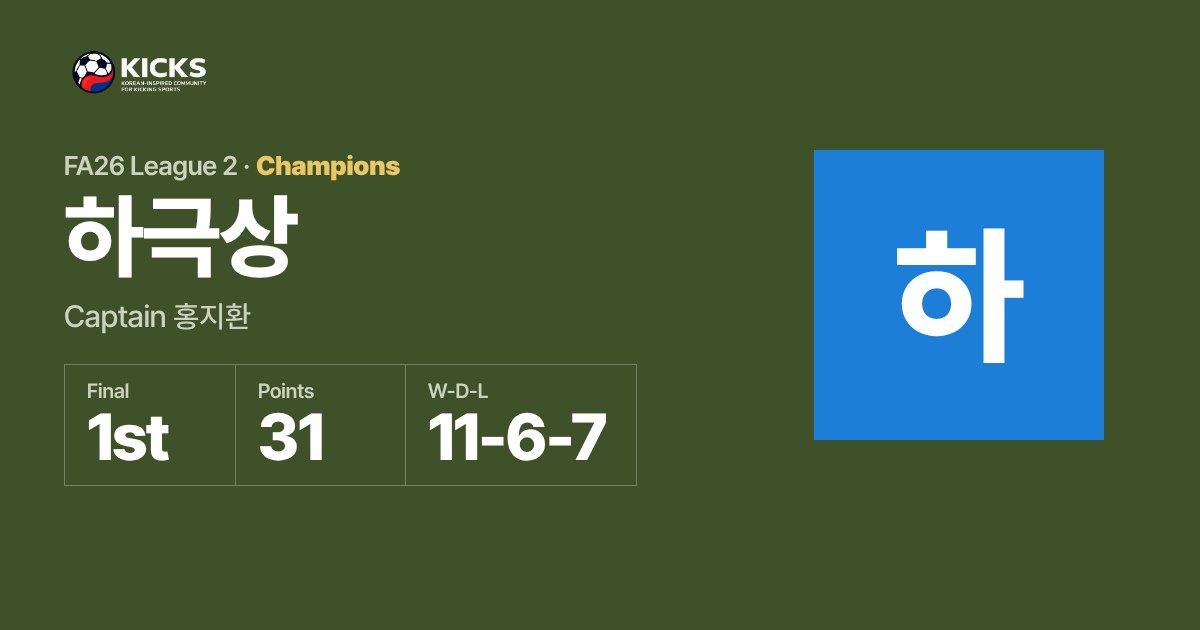 KICKS
KOREAN-INSPIRED COMMUNITY
FOR KICKING SPORTS
FA26 League 2 · Champions
하극상
Captain 홍지환
Final
1st
Points
31
W-D-L
11-6-7
하